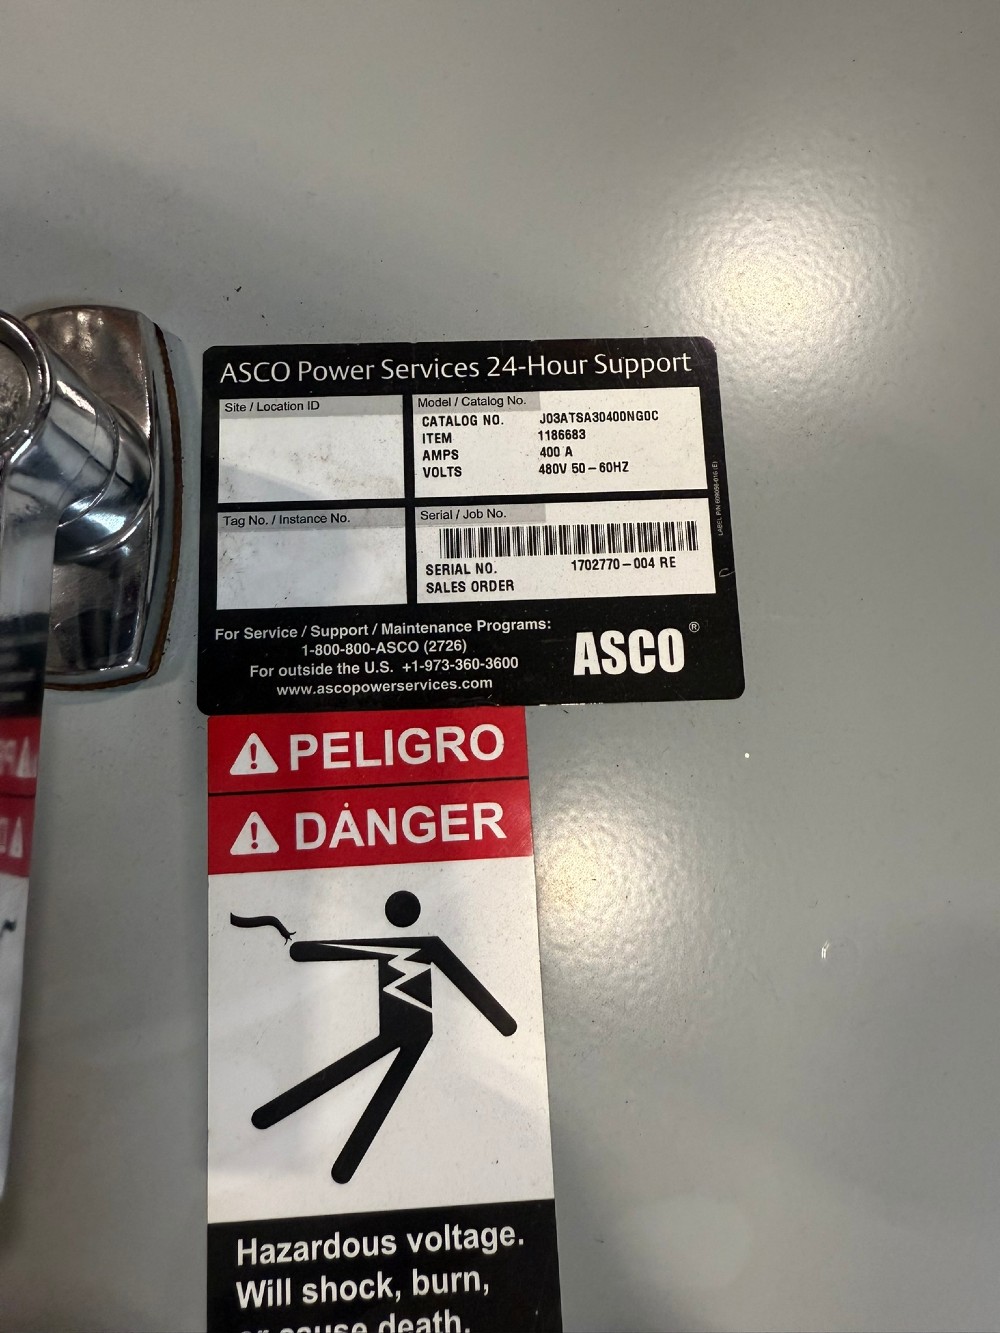 ASCO Power Services 24-Hour Support
Site / Location ID
Model / Catalog No.
CATALOG NO. J03ATSA30400NG0C
ITEM 1186683
AMPS 400 A
VOLTS 480V 50-60HZ
Tag No. / Instance No.
Serial / Job No.
SERIAL NO. 1702770-004 RE
SALES ORDER
For Service / Support / Maintenance Programs:
1-800-800-ASCO (2726)
For outside the U.S. +1-973-360-3600
www.ascopowerservices.com
ASCO®
PELIGRO
DANGER
Hazardous voltage.
Will shock, burn,
or cause death.